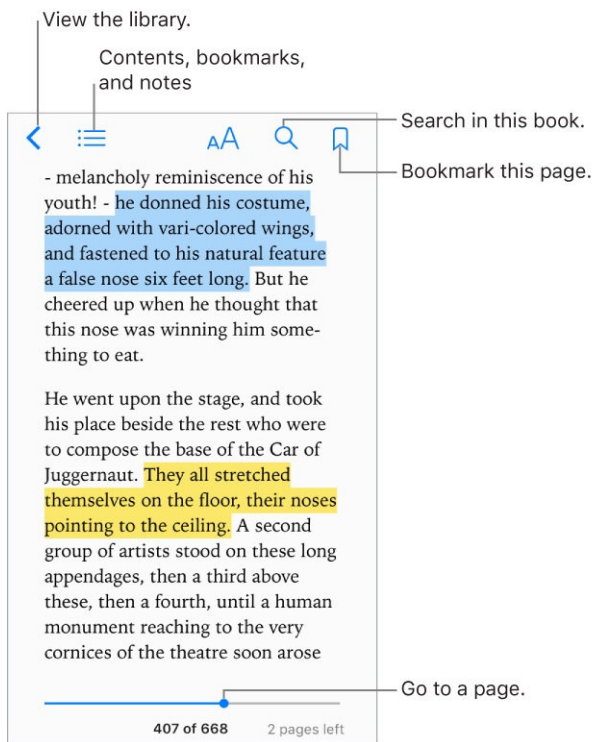 View the library.
Contents, bookmarks,
and notes
AA
Search in this book.
Bookmark this page.
- melancholy reminiscence of his
youth! - he donned his costume,
adorned with vari-colored wings,
and fastened to his natural feature
a false nose six feet long. But he
cheered up when he thought that
this nose was winning him some-
thing to eat.
He went upon the stage, and took
his place beside the rest who were
to compose the base of the Car of
Juggernaut. They all stretched
themselves on the floor, their noses
pointing to the ceiling. A second
group of artists stood on these long
appendages, then a third above
these, then a fourth, until a human
monument reaching to the very
cornices of the theatre soon arose
Go to a page.
407 of 668 2 pages left